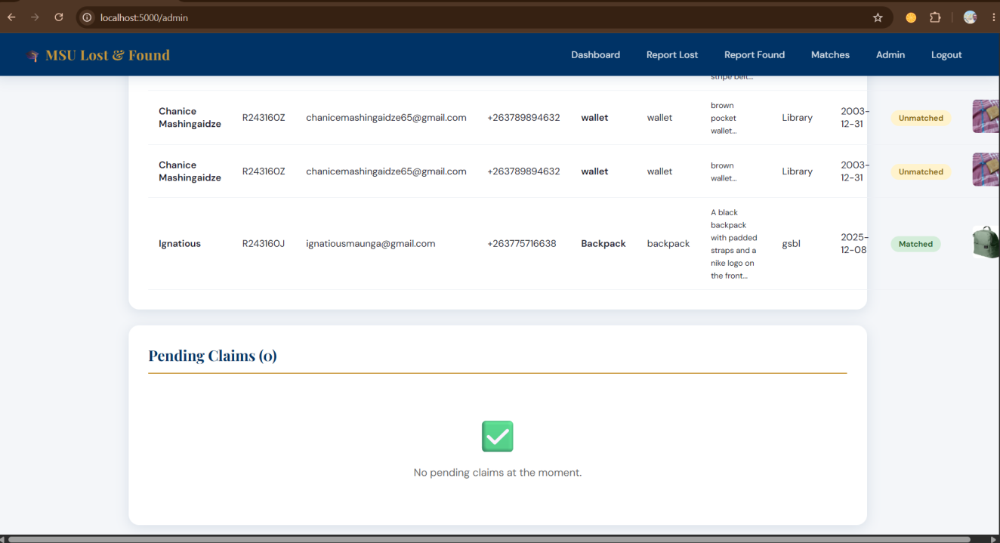 localhost:5000/admin
MSU Lost & Found
Dashboard
Report Lost
Report Found
Matches
Admin
Logout
stripe belt...
Chanice
Mashingaidze
R243160Z
chanicemashingaidze65@gmail.com
+263789894632
wallet
wallet
brown
pocket
wallet...
Library
2003-
12-31
Unmatched
Chanice
Mashingaidze
R243160Z
chanicemashingaidze65@gmail.com
+263789894632
wallet
wallet
brown
wallet...
Library
2003-
12-31
Unmatched
Ignatious
R243160J
ignatiousmaunga@gmail.com
+263775716638
Backpack
backpack
A black
backpack
with padded
straps and a
nike logo on
the front...
gsbl
2025-
12-08
Matched
Pending Claims (0)
No pending claims at the moment.